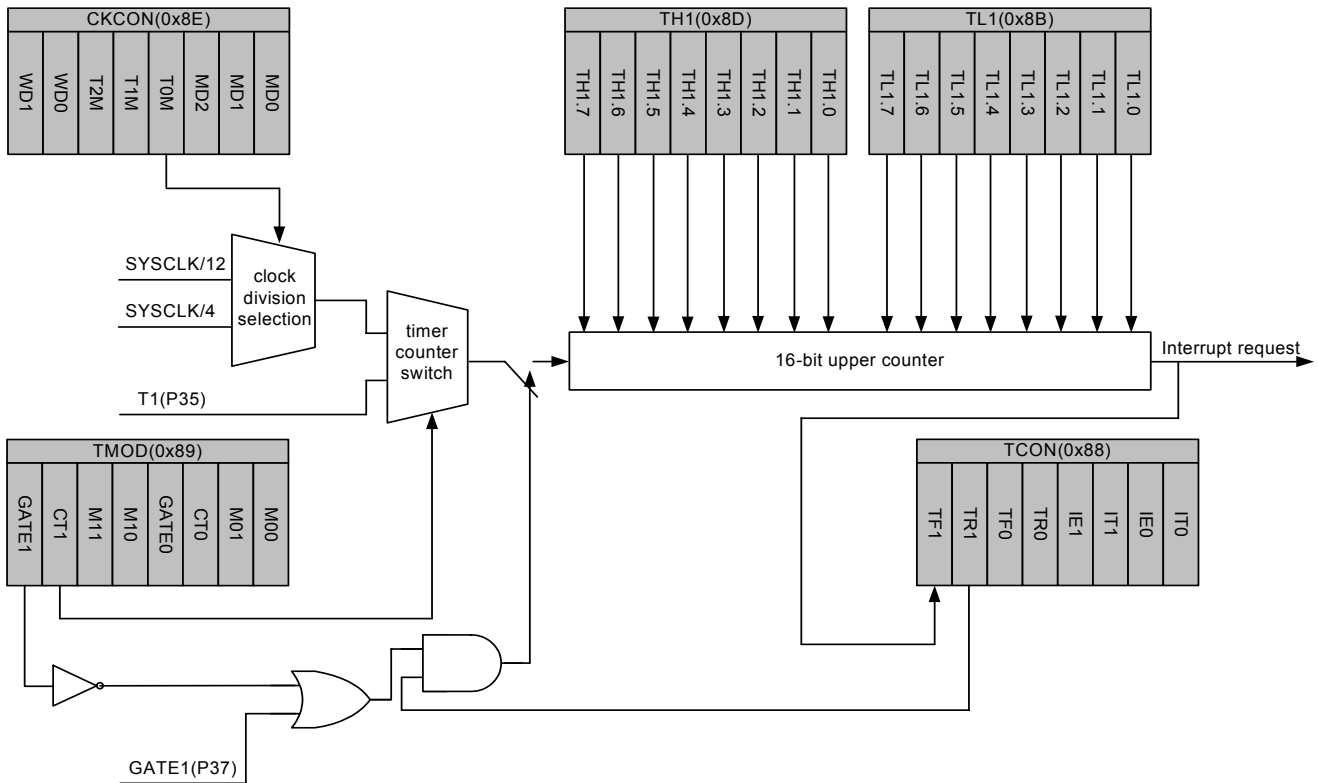 CKCON(0x8E)
WD1
WD0
T2M
T1M
T0M
MD2
MD1
MD0
TH1(0x8D)
TH1.7
TH1.6
TH1.5
TH1.4
TH1.3
TH1.2
TH1.1
TH1.0
TL1(0x8B)
TL1.7
TL1.6
TL1.5
TL1.4
TL1.3
TL1.2
TL1.1
TL1.0
SYSCLK/12
SYSCLK/4
clock
division
selection
T1(P35)
timer
counter
switch
16-bit upper counter
Interrupt request
TMOD(0x89)
GATE1
CT1
M11
M10
GATE0
CT0
M01
M00
TCON(0x88)
TF1
TR1
TF0
TR0
IE1
IT1
IE0
IT0
GATE1(P37)